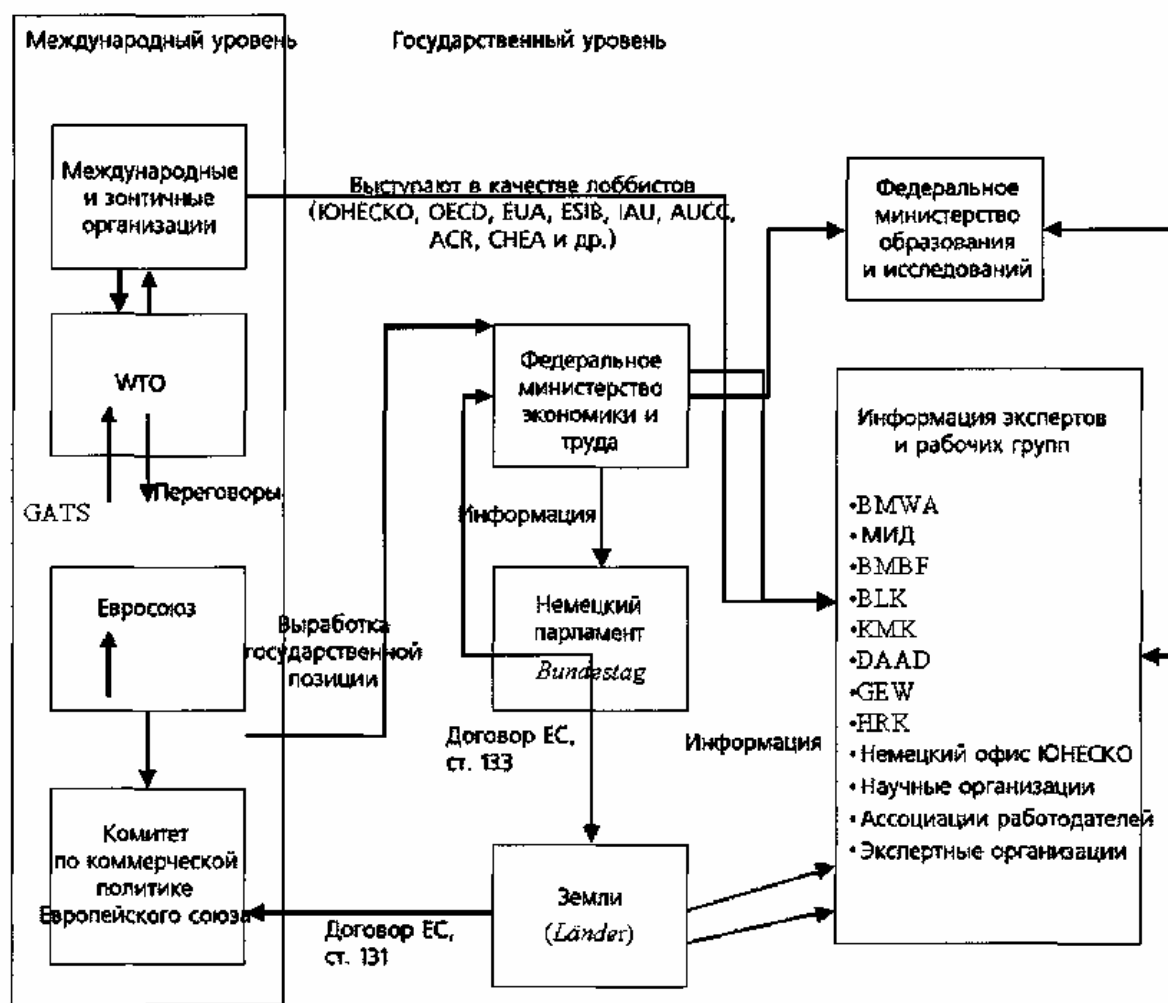 Международный уровень
Государственный уровень
Международные
и зонтичные
организации
Выступают в качестве лоббистов
(ЮНЕСКО, OECD, EUA, ESIB, IAU, AUCC,
ACR, CHEA и др.)
Федеральное
министерство
образования
и исследований
WTO
Федеральное
министерство
экономики и
труда
Информация экспертов
и рабочих групп
GATS
Переговоры
Информация
•BMWA
•МИД
•BMBF
•BLK
•KMK
•DAAD
•GEW
•HRK
•Немецкий офис ЮНЕСКО
•Научные организации
•Ассоциации работодателей
•Экспертные организации
Евросоюз
Выработка
государственной
позиции
Немецкий
парламент
Bundestag
Договор ЕС,
ст. 133
Информация
Комитет
по коммерческой
политике
Европейского союза
Договор ЕС,
ст. 131
Земли
(Länder)